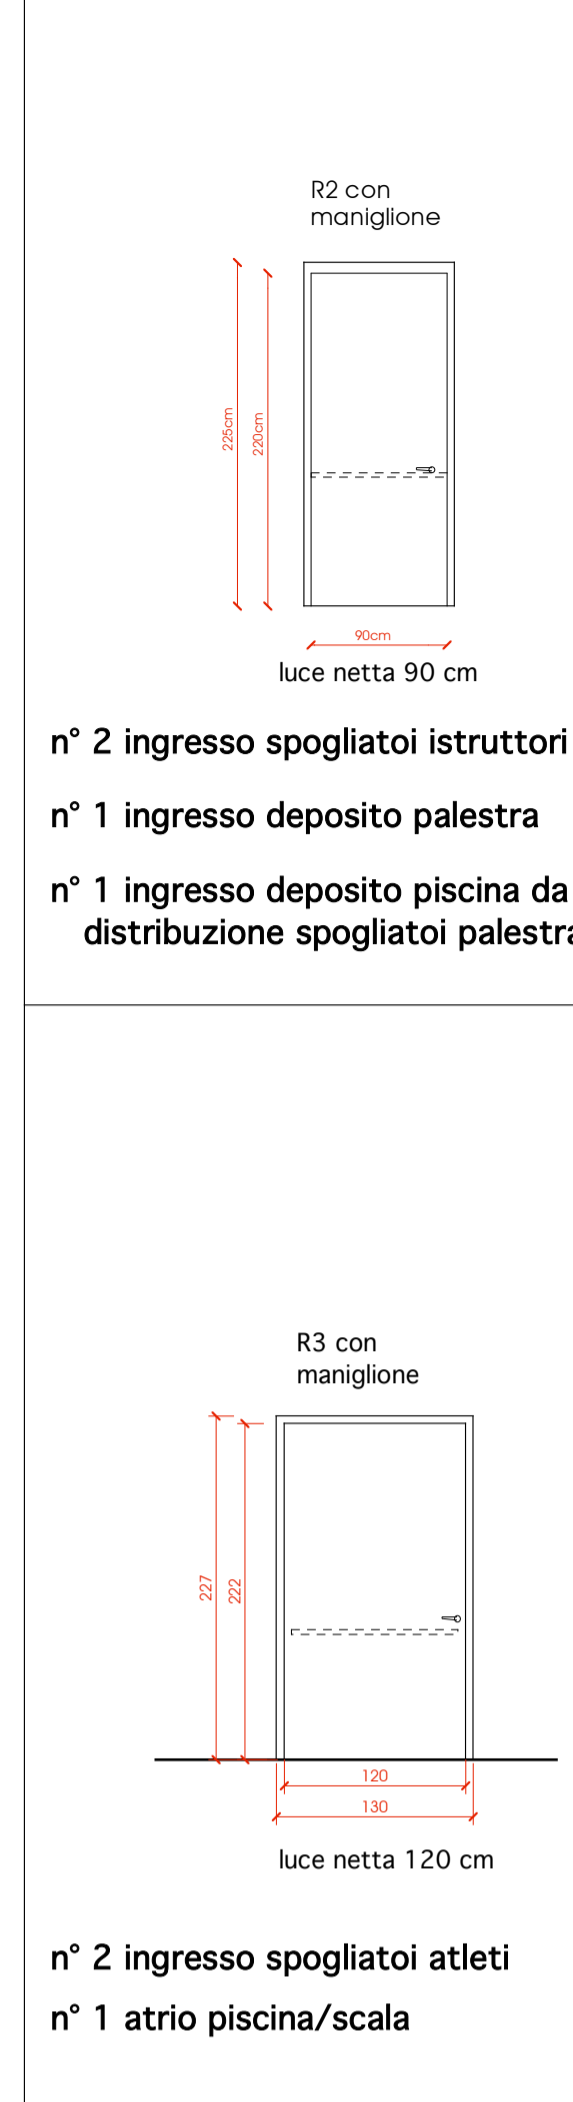 R2 con
maniglione
225cm
220cm
90cm
luce netta 90 cm
n° 2 ingresso spogliatoi istruttori
n° 1 ingresso deposito palestra
n° 1 ingresso deposito piscina da
distribuzione spogliatoi palestra
R3 con
maniglione
227
222
120
130
luce netta 120 cm
n° 2 ingresso spogliatoi atleti
n° 1 atrio piscina/scala